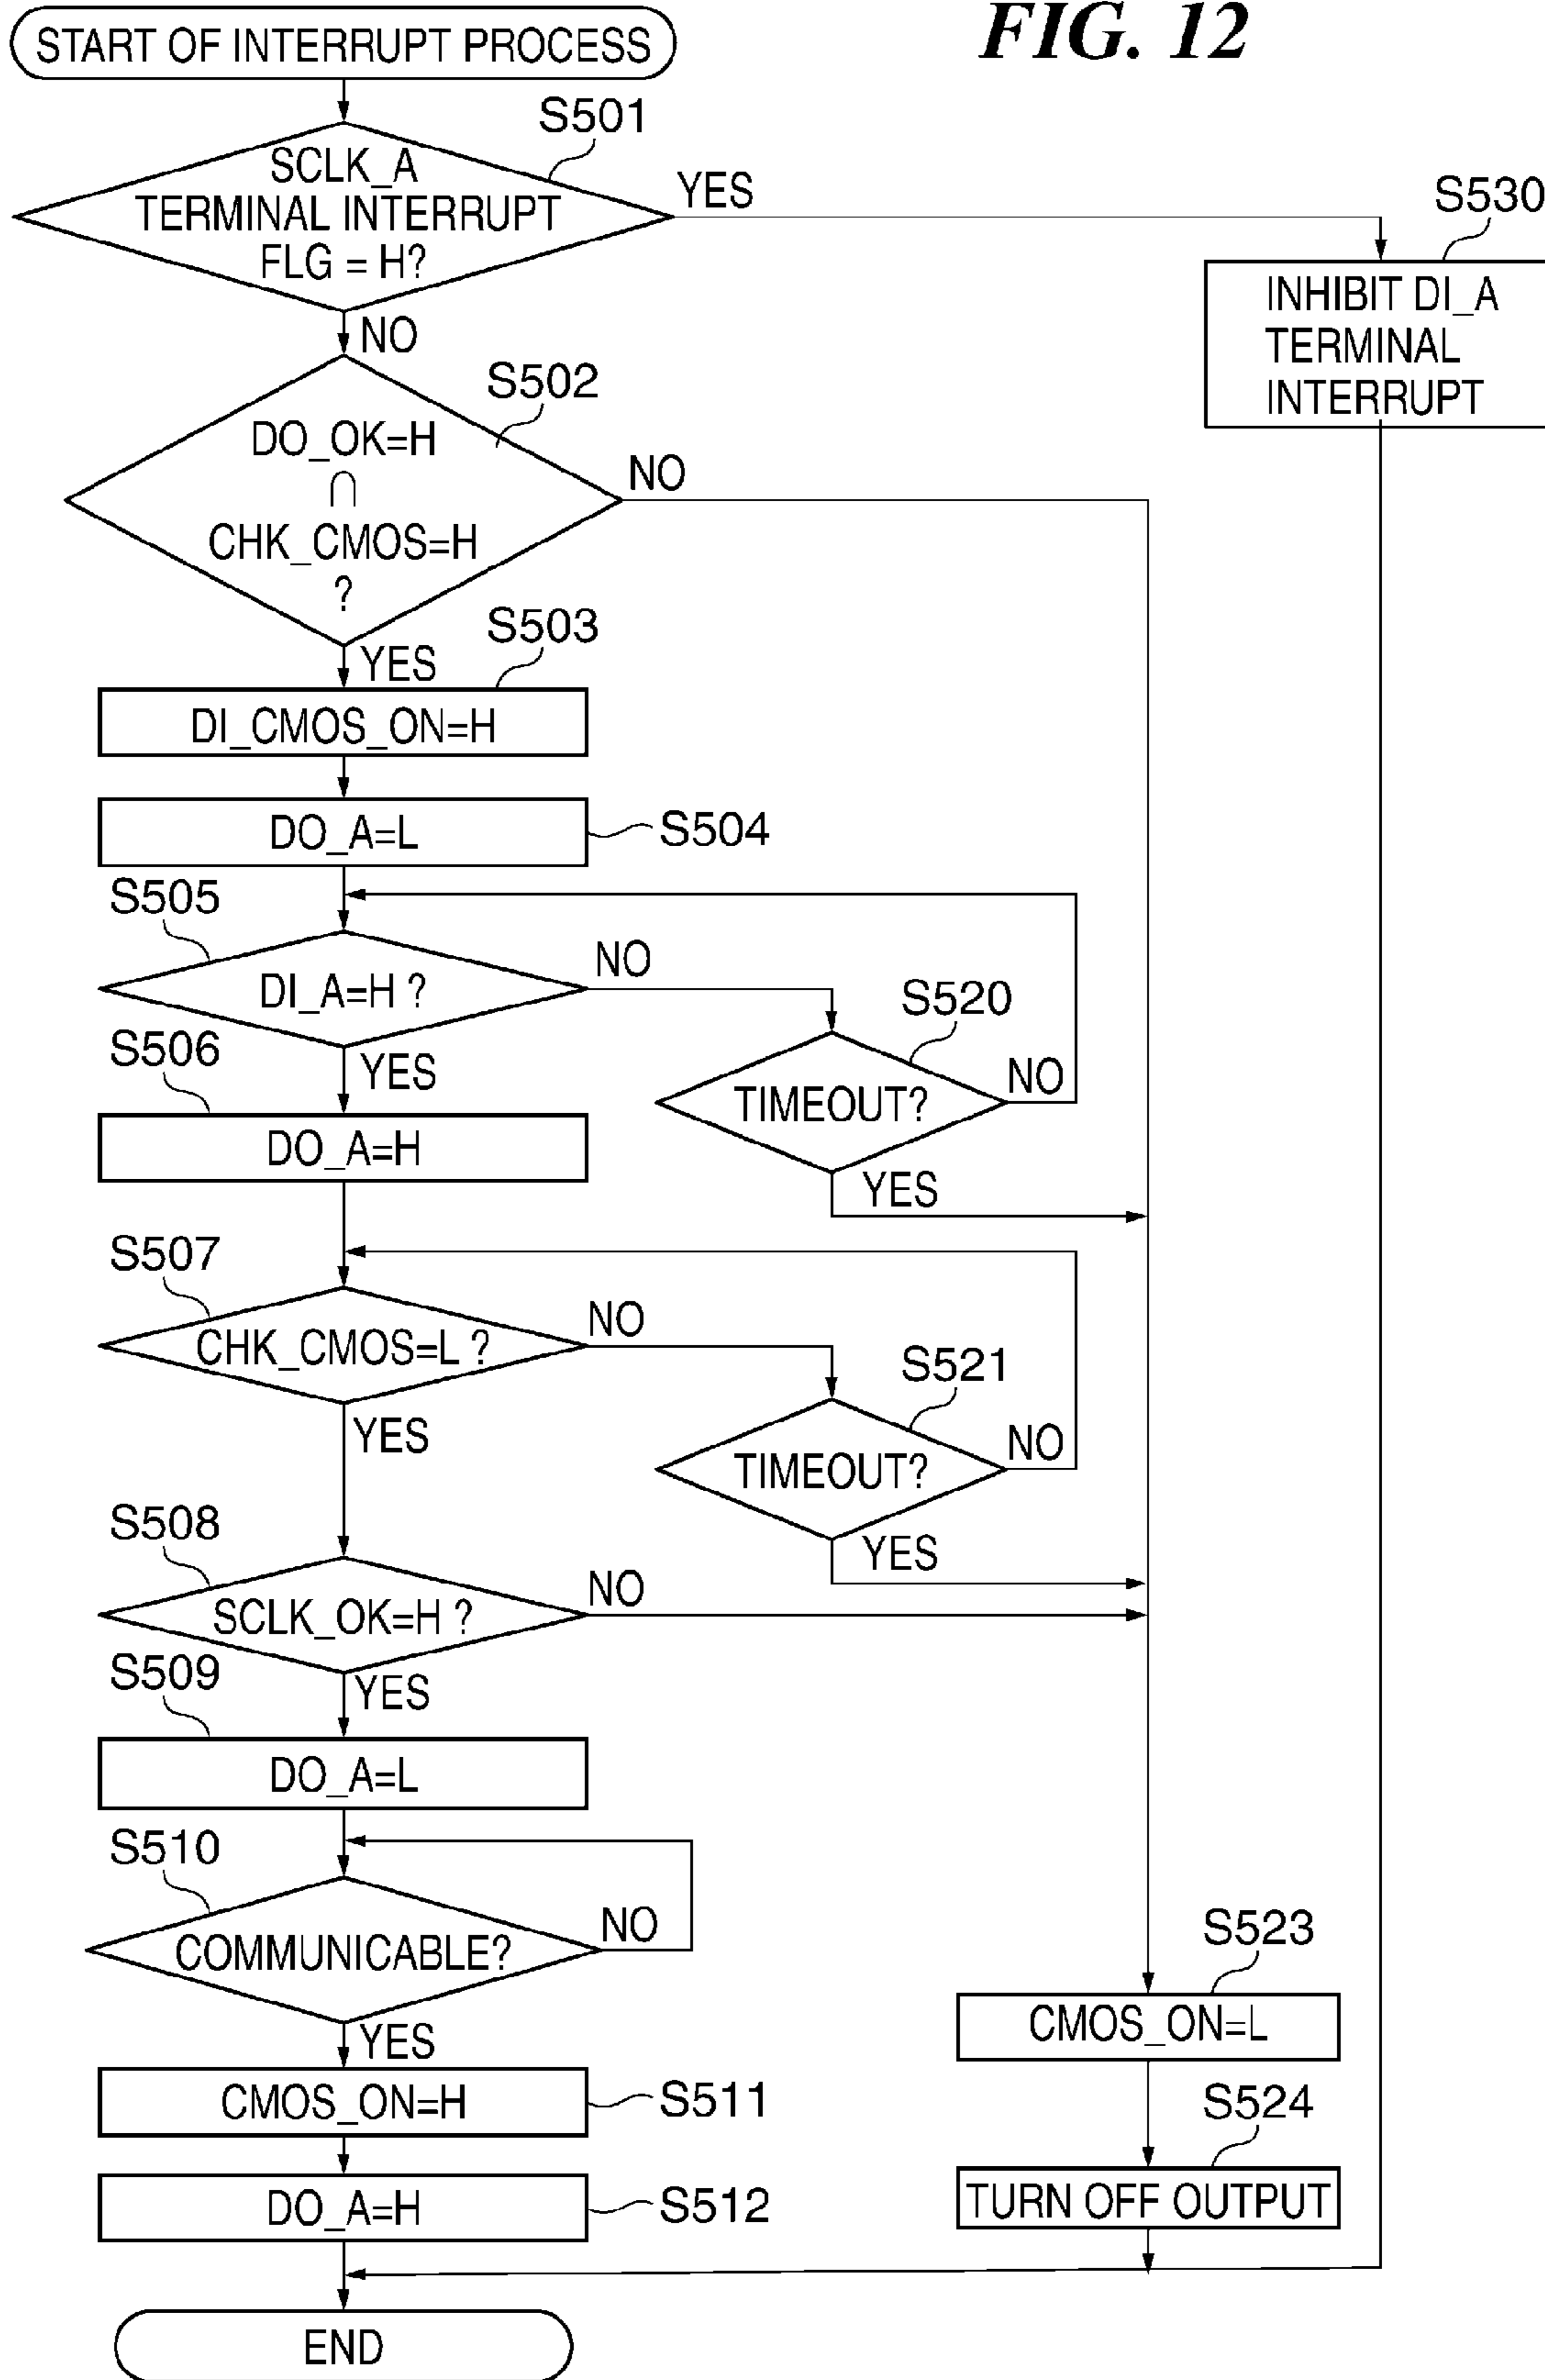 FIG. 12
START OF INTERRUPT PROCESS
S501
SCLK_A
TERMINAL INTERRUPT
FLG = H?
YES
NO
S530
INHIBIT DI_A
TERMINAL
INTERRUPT
S502
DO_OK=H
∩
CHK_CMOS=H
?
NO
YES
S503
DI_CMOS_ON=H
DO_A=L
S504
S505
DI_A=H ?
NO
YES
S520
TIMEOUT?
NO
YES
S506
DO_A=H
S507
CHK_CMOS=L ?
NO
YES
S521
TIMEOUT?
NO
YES
S508
SCLK_OK=H ?
NO
YES
S509
DO_A=L
S510
COMMUNICABLE?
NO
YES
S523
CMOS_ON=L
CMOS_ON=H
S511
S524
TURN OFF OUTPUT
DO_A=H
S512
END